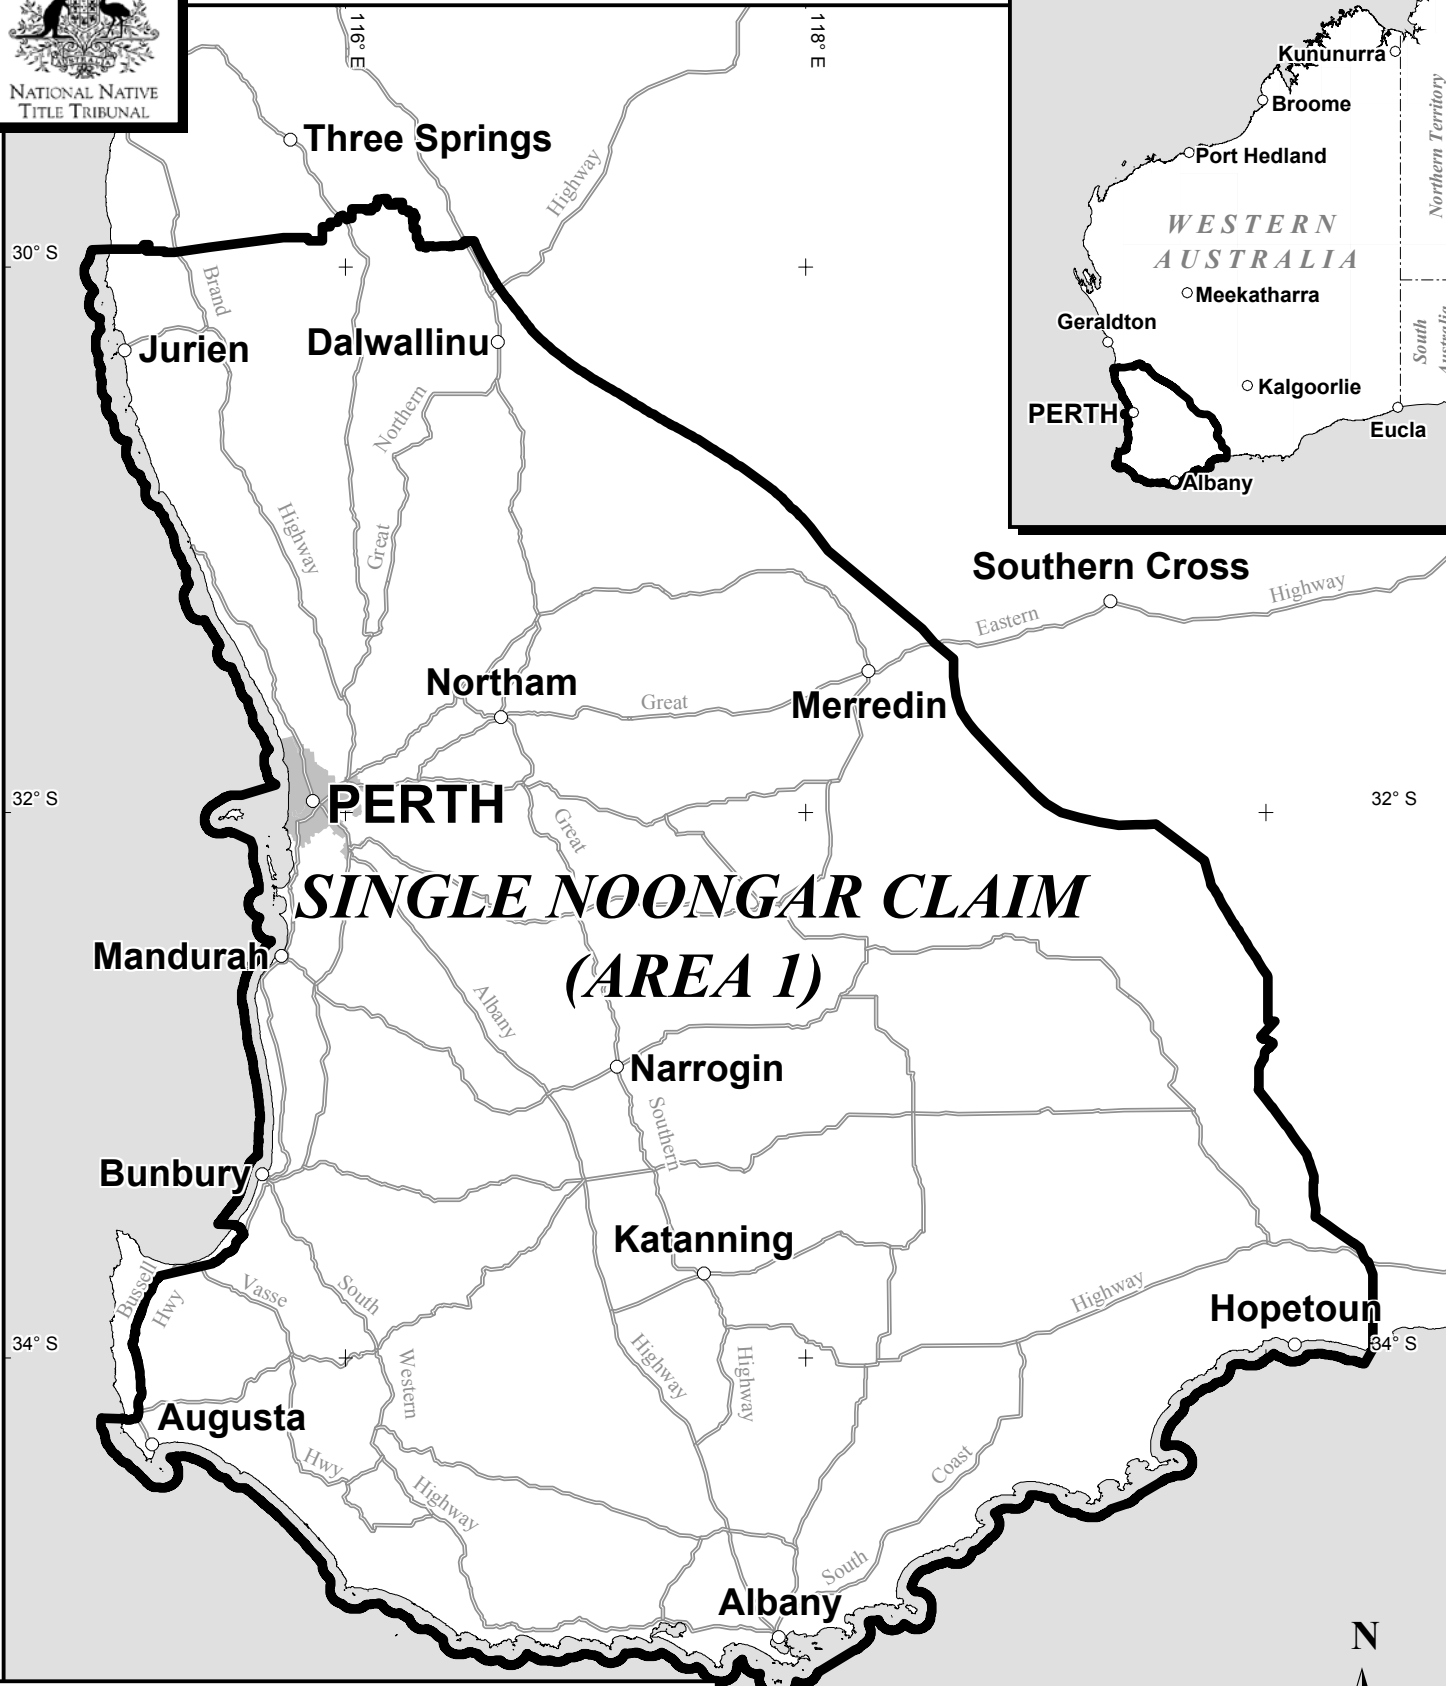 NATIONAL NATIVE
TITLE TRIBUNAL
AUSTRALIA
116° E
118° E
Three Springs
Highway
30° S
Brand
Jurien
Dalwallinu
Northern
Highway
Great
Kununurra
Broome
Port Hedland
Northern Territory
WESTERN
AUSTRALIA
Meekatharra
Geraldton
South
Kalgoorlie
PERTH
Eucla
Albany
Southern Cross
Highway
Eastern
Northam
Great
Merredin
32° S
32° S
PERTH
Great
SINGLE NOONGAR CLAIM
(AREA 1)
Mandurah
Albany
Narrogin
Southern
Bunbury
Katanning
Bussell
Hwy
Vasse
South
Highway
Hopetoun
34° S
34° S
Western
Highway
Highway
Augusta
Hwy
Highway
Coast
South
Albany
N